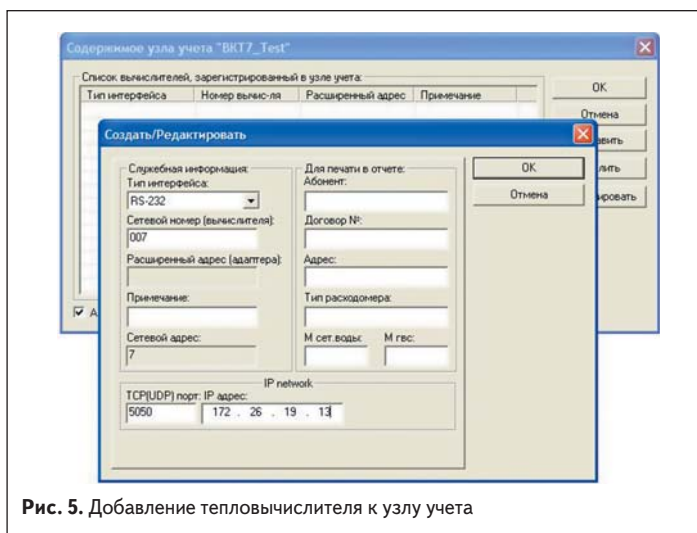 Содержимое узла учета "ВКТ7_Test"
Список вычислителей, зарегистрированный в узле учета:
Тип интерфейса Номер вычис-ля Расширенный адрес Примечание
OK
Отмена
авить
лить
ировать
А
Создать/Редактировать
Служебная информация:
Тип интерфейса:
RS-232
Сетевой номер (вычислителя):
007
Расширенный адрес (адаптера):
Примечание:
Сетевой адрес:
7
Для печати в отчете:
Абонент:
Договор №:
Адрес:
Тип расходомера:
М сет.воды: М гвс:
OK
Отмена
IP network
TCP(UDP) порт: IP адрес:
5050 172 . 26 . 19 . 13
Рис. 5. Добавление тепловычислителя к узлу учета